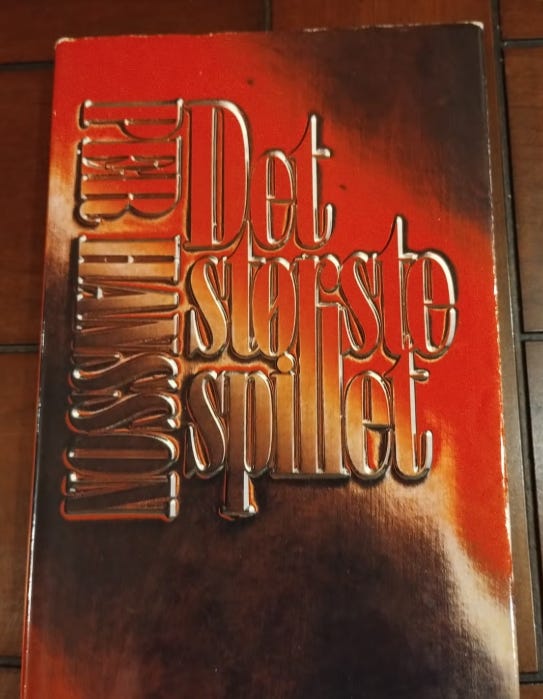 PER HANSSON
Det
største
spillet